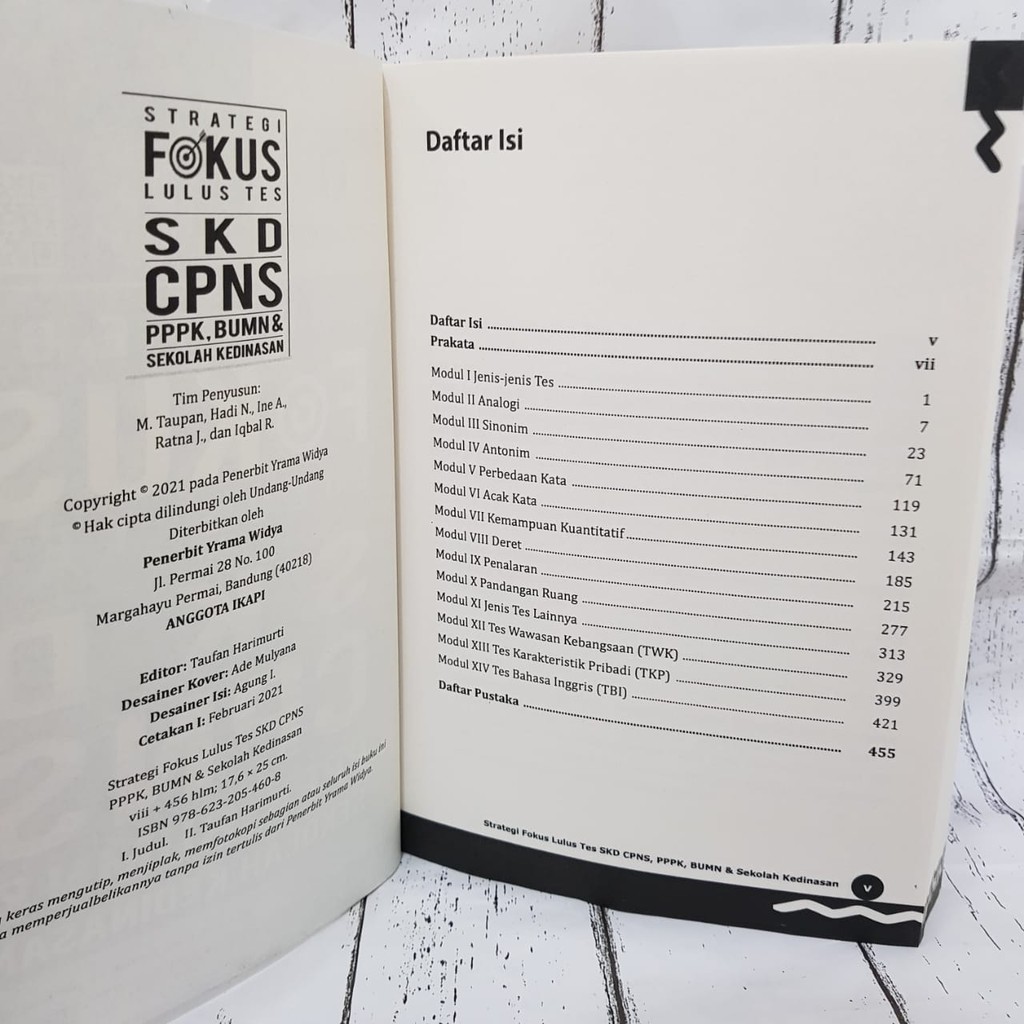 STRATEGI
FOKUS
LULUS TES
SKD
CPNS
PPPK, BUMN &
SEKOLAH KEDINASAN
Tim Penyusun:
M. Taupan, Hadi N., Ine A.,
Ratna J., dan Iqbal R.
Copyright © 2021 pada Penerbit Yrama Widya
© Hak cipta dilindungi oleh Undang-Undang
Diterbitkan oleh
Penerbit Yrama Widya
Jl. Permai 28 No. 100
Margahayu Permai, Bandung (40218)
ANGGOTA IKAPI
Editor: Taufan Harimurti
Desainer Kover: Ade Mulyana
Desainer Isi: Agung I.
Cetakan I: Februari 2021
Strategi Fokus Lulus Tes SKD CPNS
PPPK, BUMN & Sekolah Kedinasan
viii + 456 hlm; 17,6 × 25 cm.
ISBN 978-623-205-460-8
I. Judul. II. Taufan Harimurti.
keras mengutip, menjiplak, memfotokopi sebagian atau seluruh isi buku ini
memperjualbelikannya tanpa izin tertulis dari Penerbit Yrama Widya.
Daftar Isi
Daftar Isi ........ v
Prakata ........ vii
Modul I Jenis-jenis Tes ........ 1
Modul II Analogi ........ 7
Modul III Sinonim ........ 23
Modul IV Antonim ........ 71
Modul V Perbedaan Kata ........ 119
Modul VI Acak Kata ........ 131
Modul VII Kemampuan Kuantitatif ........ 143
Modul VIII Deret ........ 185
Modul IX Penalaran ........ 215
Modul X Pandangan Ruang ........ 277
Modul XI Jenis Tes Lainnya ........ 313
Modul XII Tes Wawasan Kebangsaan (TWK) ........ 329
Modul XIII Tes Karakteristik Pribadi (TKP) ........ 399
Modul XIV Tes Bahasa Inggris (TBI) ........ 421
Daftar Pustaka ........ 455
Strategi Fokus Lulus Tes SKD CPNS, PPPK, BUMN & Sekolah Kedinasan v